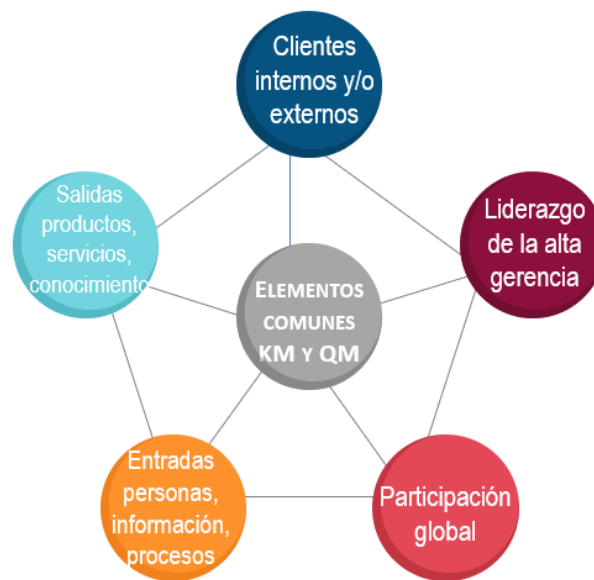 Clientes
internos y/o
externos
Salidas
productos,
servicios,
conocimiento
Liderazgo
de la alta
gerencia
ELEMENTOS
COMUNES
KM Y QM
Entradas
personas,
información,
procesos
Participación
global